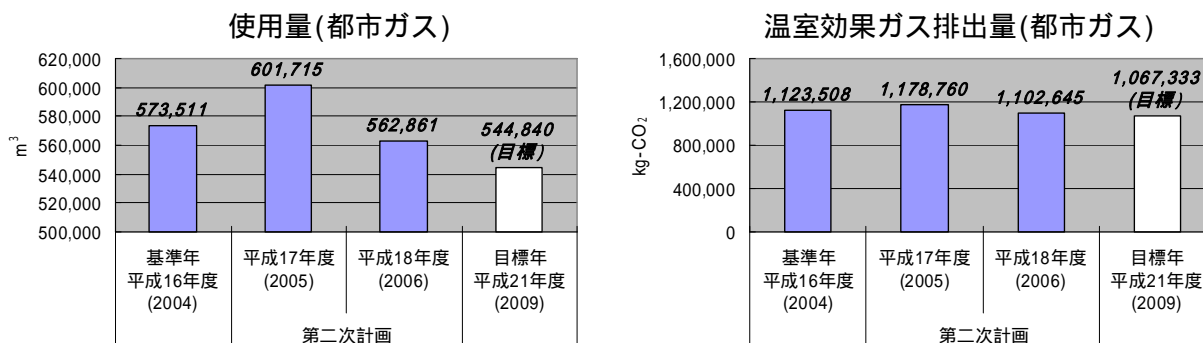 使用量(都市ガス)
620,000
600,000
580,000
560,000
540,000
520,000
500,000
m³
573,511
601,715
562,861
544,840
(目標)
基準年
平成16年度
(2004)
平成17年度
(2005)
平成18年度
(2006)
目標年
平成21年度
(2009)
第二次計画
温室効果ガス排出量(都市ガス)
1,600,000
1,200,000
800,000
400,000
0
kg-CO₂
1,123,508
1,178,760
1,102,645
1,067,333
(目標)
基準年
平成16年度
(2004)
平成17年度
(2005)
平成18年度
(2006)
目標年
平成21年度
(2009)
第二次計画